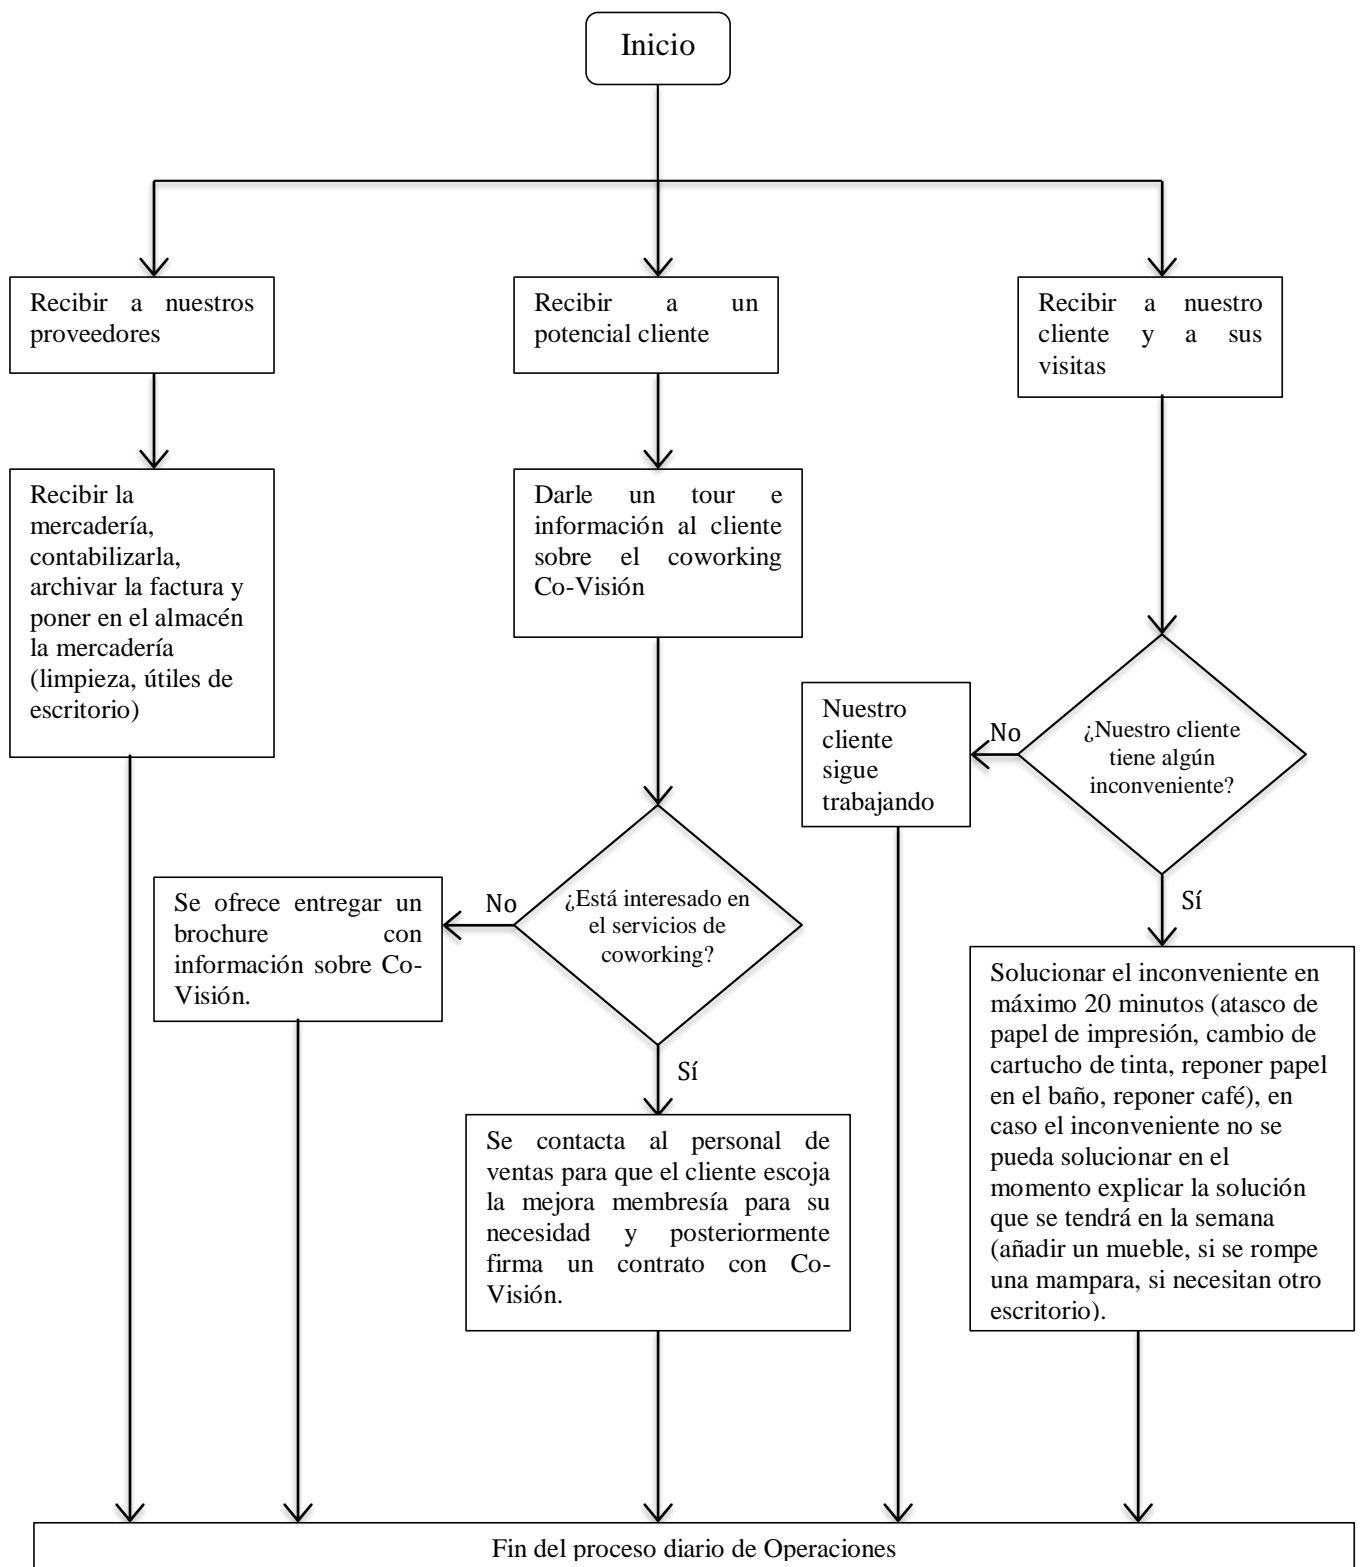 Inicio
Recibir a nuestros
proveedores
Recibir a un
potencial cliente
Recibir a nuestro
cliente y a sus
visitas
Recibir la
mercadería,
contabilizarla,
archivar la factura y
poner en el almacén
la mercadería
(limpieza, útiles de
escritorio)
Darle un tour e
información al cliente
sobre el coworking
Co-Visión
Nuestro
cliente
sigue
trabajando
No
¿Nuestro cliente
tiene algún
inconveniente?
Sí
Se ofrece entregar un
brochure con
información sobre Co-
Visión.
No
¿Está interesado en
el servicios de
coworking?
Sí
Solucionar el inconveniente en
máximo 20 minutos (atasco de
papel de impresión, cambio de
cartucho de tinta, reponer papel
en el baño, reponer café), en
caso el inconveniente no se
pueda solucionar en el
momento explicar la solución
que se tendrá en la semana
(añadir un mueble, si se rompe
una mampara, si necesitan otro
escritorio).
Se contacta al personal de
ventas para que el cliente escoja
la mejora membresía para su
necesidad y posteriormente
firma un contrato con Co-
Visión.
Fin del proceso diario de Operaciones